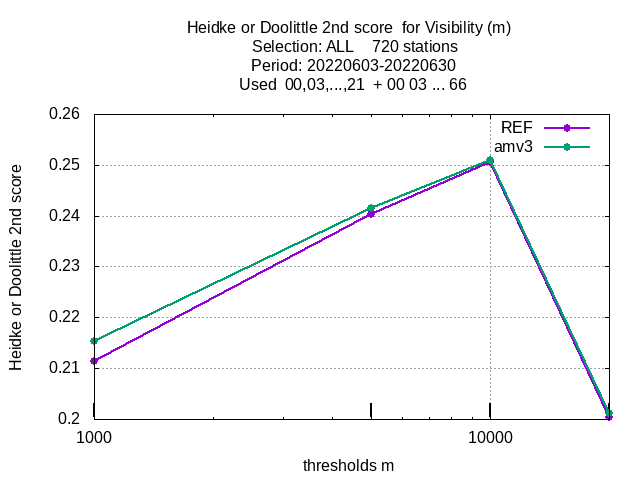 Heidke or Doolittle 2nd score  for Visibility (m)
Selection: ALL    720 stations
Period: 20220603-20220630
Used  00,03,...,21  + 00 03 ... 66
REF
amv3
0.26
0.25
0.24
0.23
0.22
0.21
0.2
Heidke or Doolittle 2nd score
1000
10000
thresholds m